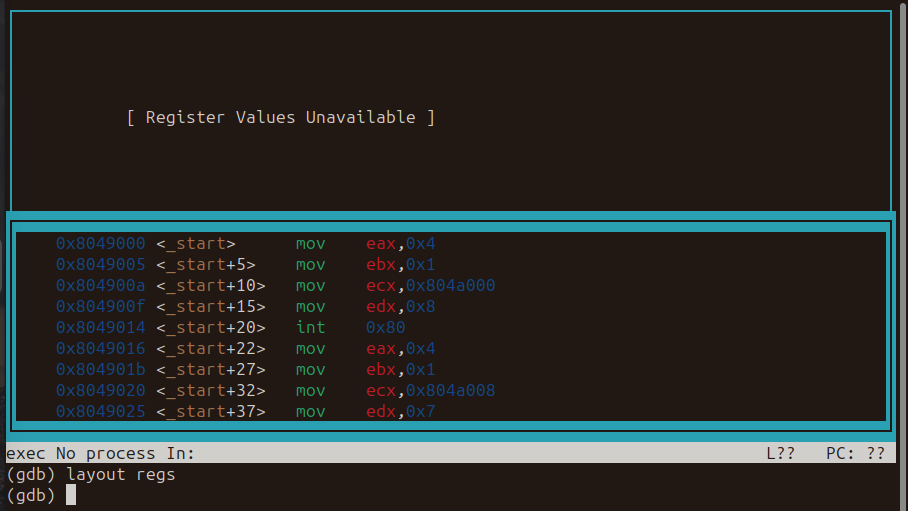 [ Register Values Unavailable ]
0x8049000 <_start> mov eax,0x4
0x8049005 <_start+5> mov ebx,0x1
0x804900a <_start+10> mov ecx,0x804a000
0x804900f <_start+15> mov edx,0x8
0x8049014 <_start+20> int 0x80
0x8049016 <_start+22> mov eax,0x4
0x804901b <_start+27> mov ebx,0x1
0x8049020 <_start+32> mov ecx,0x804a008
0x8049025 <_start+37> mov edx,0x7
exec No process In: L?? PC: ??
(gdb) layout regs
(gdb)